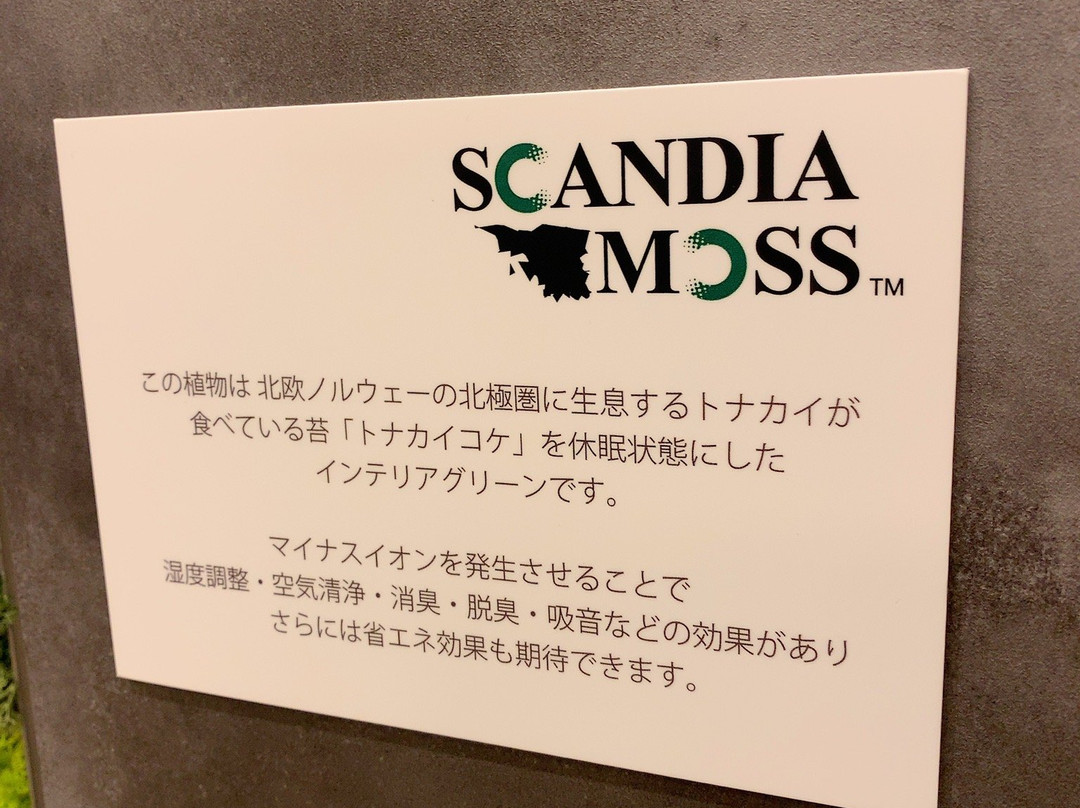 SCANDIA
MOSS™
この植物は 北欧ノルウェーの北極圏に生息するトナカイが
食べている苔「トナカイコケ」を休眠状態にした
インテリアグリーンです。
マイナスイオンを発生させることで
湿度調整・空気清浄・消臭・脱臭・吸音などの効果があり
さらには省エネ効果も期待できます。